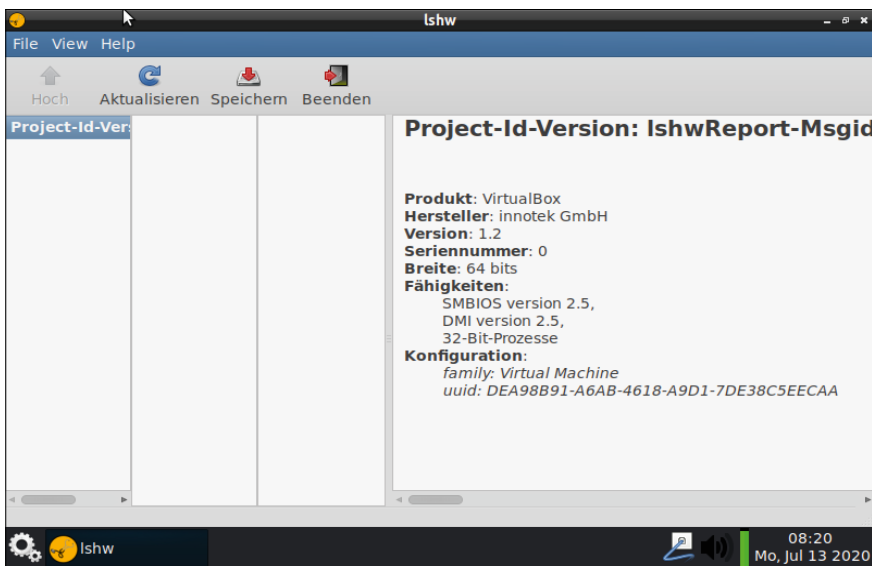 lshw
File View Help
Hoch Aktualisieren Speichern Beenden
Project-Id-Ver
Project-Id-Version: lshwReport-Msgid
Produkt: VirtualBox
Hersteller: innotek GmbH
Version: 1.2
Seriennummer: 0
Breite: 64 bits
Fähigkeiten:
SMBIOS version 2.5,
DMI version 2.5,
32-Bit-Prozesse
Konfiguration:
family: Virtual Machine
uuid: DEA98B91-A6AB-4618-A9D1-7DE38C5EECAA
lshw
08:20
Mo, Jul 13 2020